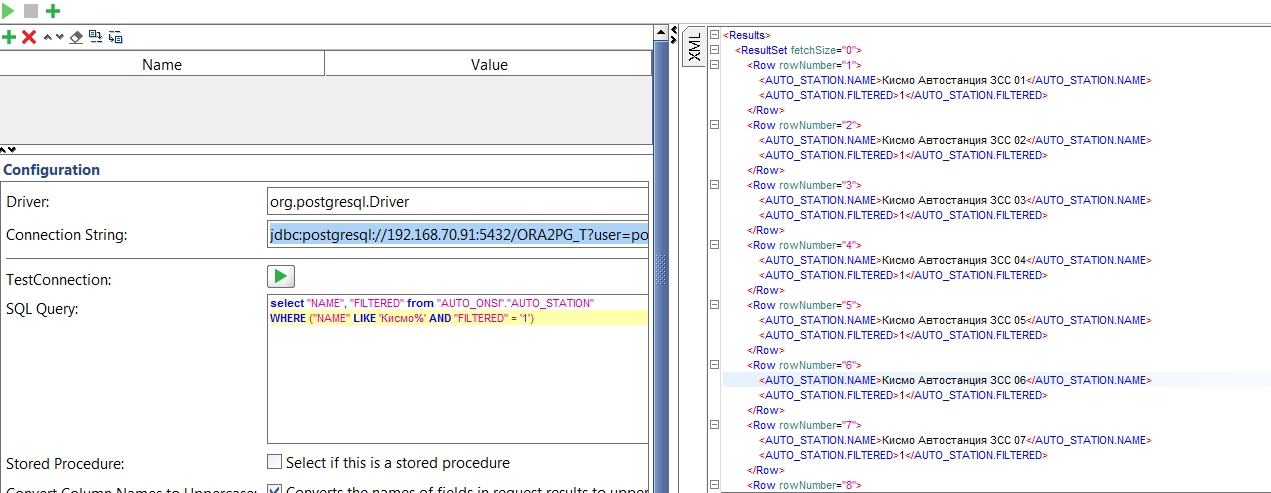 Name Value
Configuration
Driver: org.postgresql.Driver
Connection String: jdbc:postgresql://192.168.70.91:5432/ORA2PG_T?user=po
TestConnection:
SQL Query: select "NAME", "FILTERED" from "AUTO_ONSI"."AUTO_STATION"
WHERE ("NAME" LIKE 'Кисмо%' AND "FILTERED" = '1')
Stored Procedure: Select if this is a stored procedure
Convert Column Names to Uppercase: Converts the names of fields in request results to upper
XML
<Results>
<ResultSet fetchSize="0">
<Row rowNumber="1">
<AUTO_STATION.NAME>Кисмо Автостанция ЗСС 01</AUTO_STATION.NAME>
<AUTO_STATION.FILTERED>1</AUTO_STATION.FILTERED>
</Row>
<Row rowNumber="2">
<AUTO_STATION.NAME>Кисмо Автостанция ЗСС 02</AUTO_STATION.NAME>
<AUTO_STATION.FILTERED>1</AUTO_STATION.FILTERED>
</Row>
<Row rowNumber="3">
<AUTO_STATION.NAME>Кисмо Автостанция ЗСС 03</AUTO_STATION.NAME>
<AUTO_STATION.FILTERED>1</AUTO_STATION.FILTERED>
</Row>
<Row rowNumber="4">
<AUTO_STATION.NAME>Кисмо Автостанция ЗСС 04</AUTO_STATION.NAME>
<AUTO_STATION.FILTERED>1</AUTO_STATION.FILTERED>
</Row>
<Row rowNumber="5">
<AUTO_STATION.NAME>Кисмо Автостанция ЗСС 05</AUTO_STATION.NAME>
<AUTO_STATION.FILTERED>1</AUTO_STATION.FILTERED>
</Row>
<Row rowNumber="6">
<AUTO_STATION.NAME>Кисмо Автостанция ЗСС 06</AUTO_STATION.NAME>
<AUTO_STATION.FILTERED>1</AUTO_STATION.FILTERED>
</Row>
<Row rowNumber="7">
<AUTO_STATION.NAME>Кисмо Автостанция ЗСС 07</AUTO_STATION.NAME>
<AUTO_STATION.FILTERED>1</AUTO_STATION.FILTERED>
</Row>
<Row rowNumber="8">